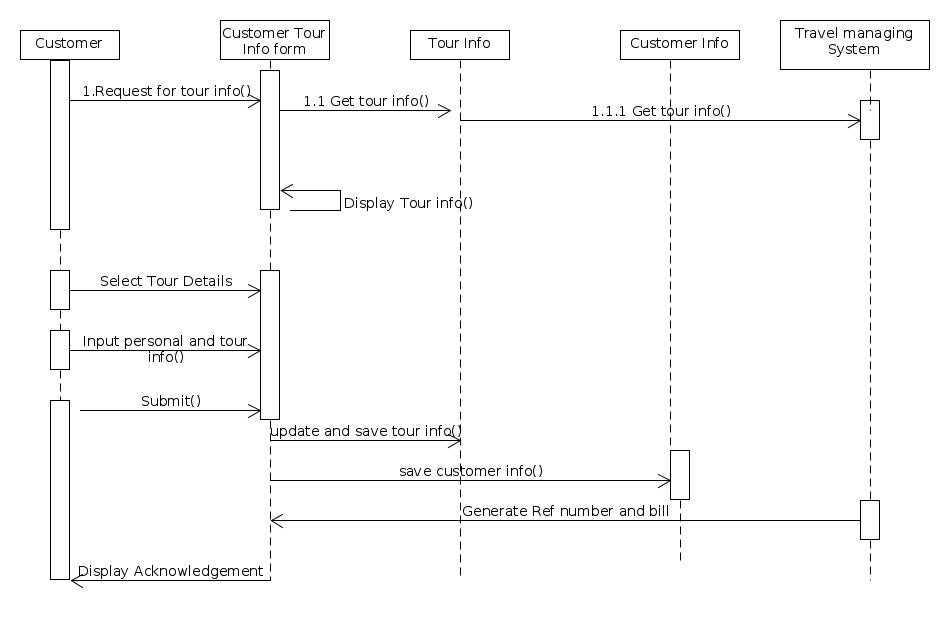 Customer
Customer Tour
Info form
Tour Info
Customer Info
Travel managing
System
1.Request for tour info()
1.1 Get tour info()
1.1.1 Get tour info()
Display Tour info()
Select Tour Details
Input personal and tour
info()
Submit()
update and save tour info()
save customer info()
Generate Ref number and bill
Display Acknowledgement